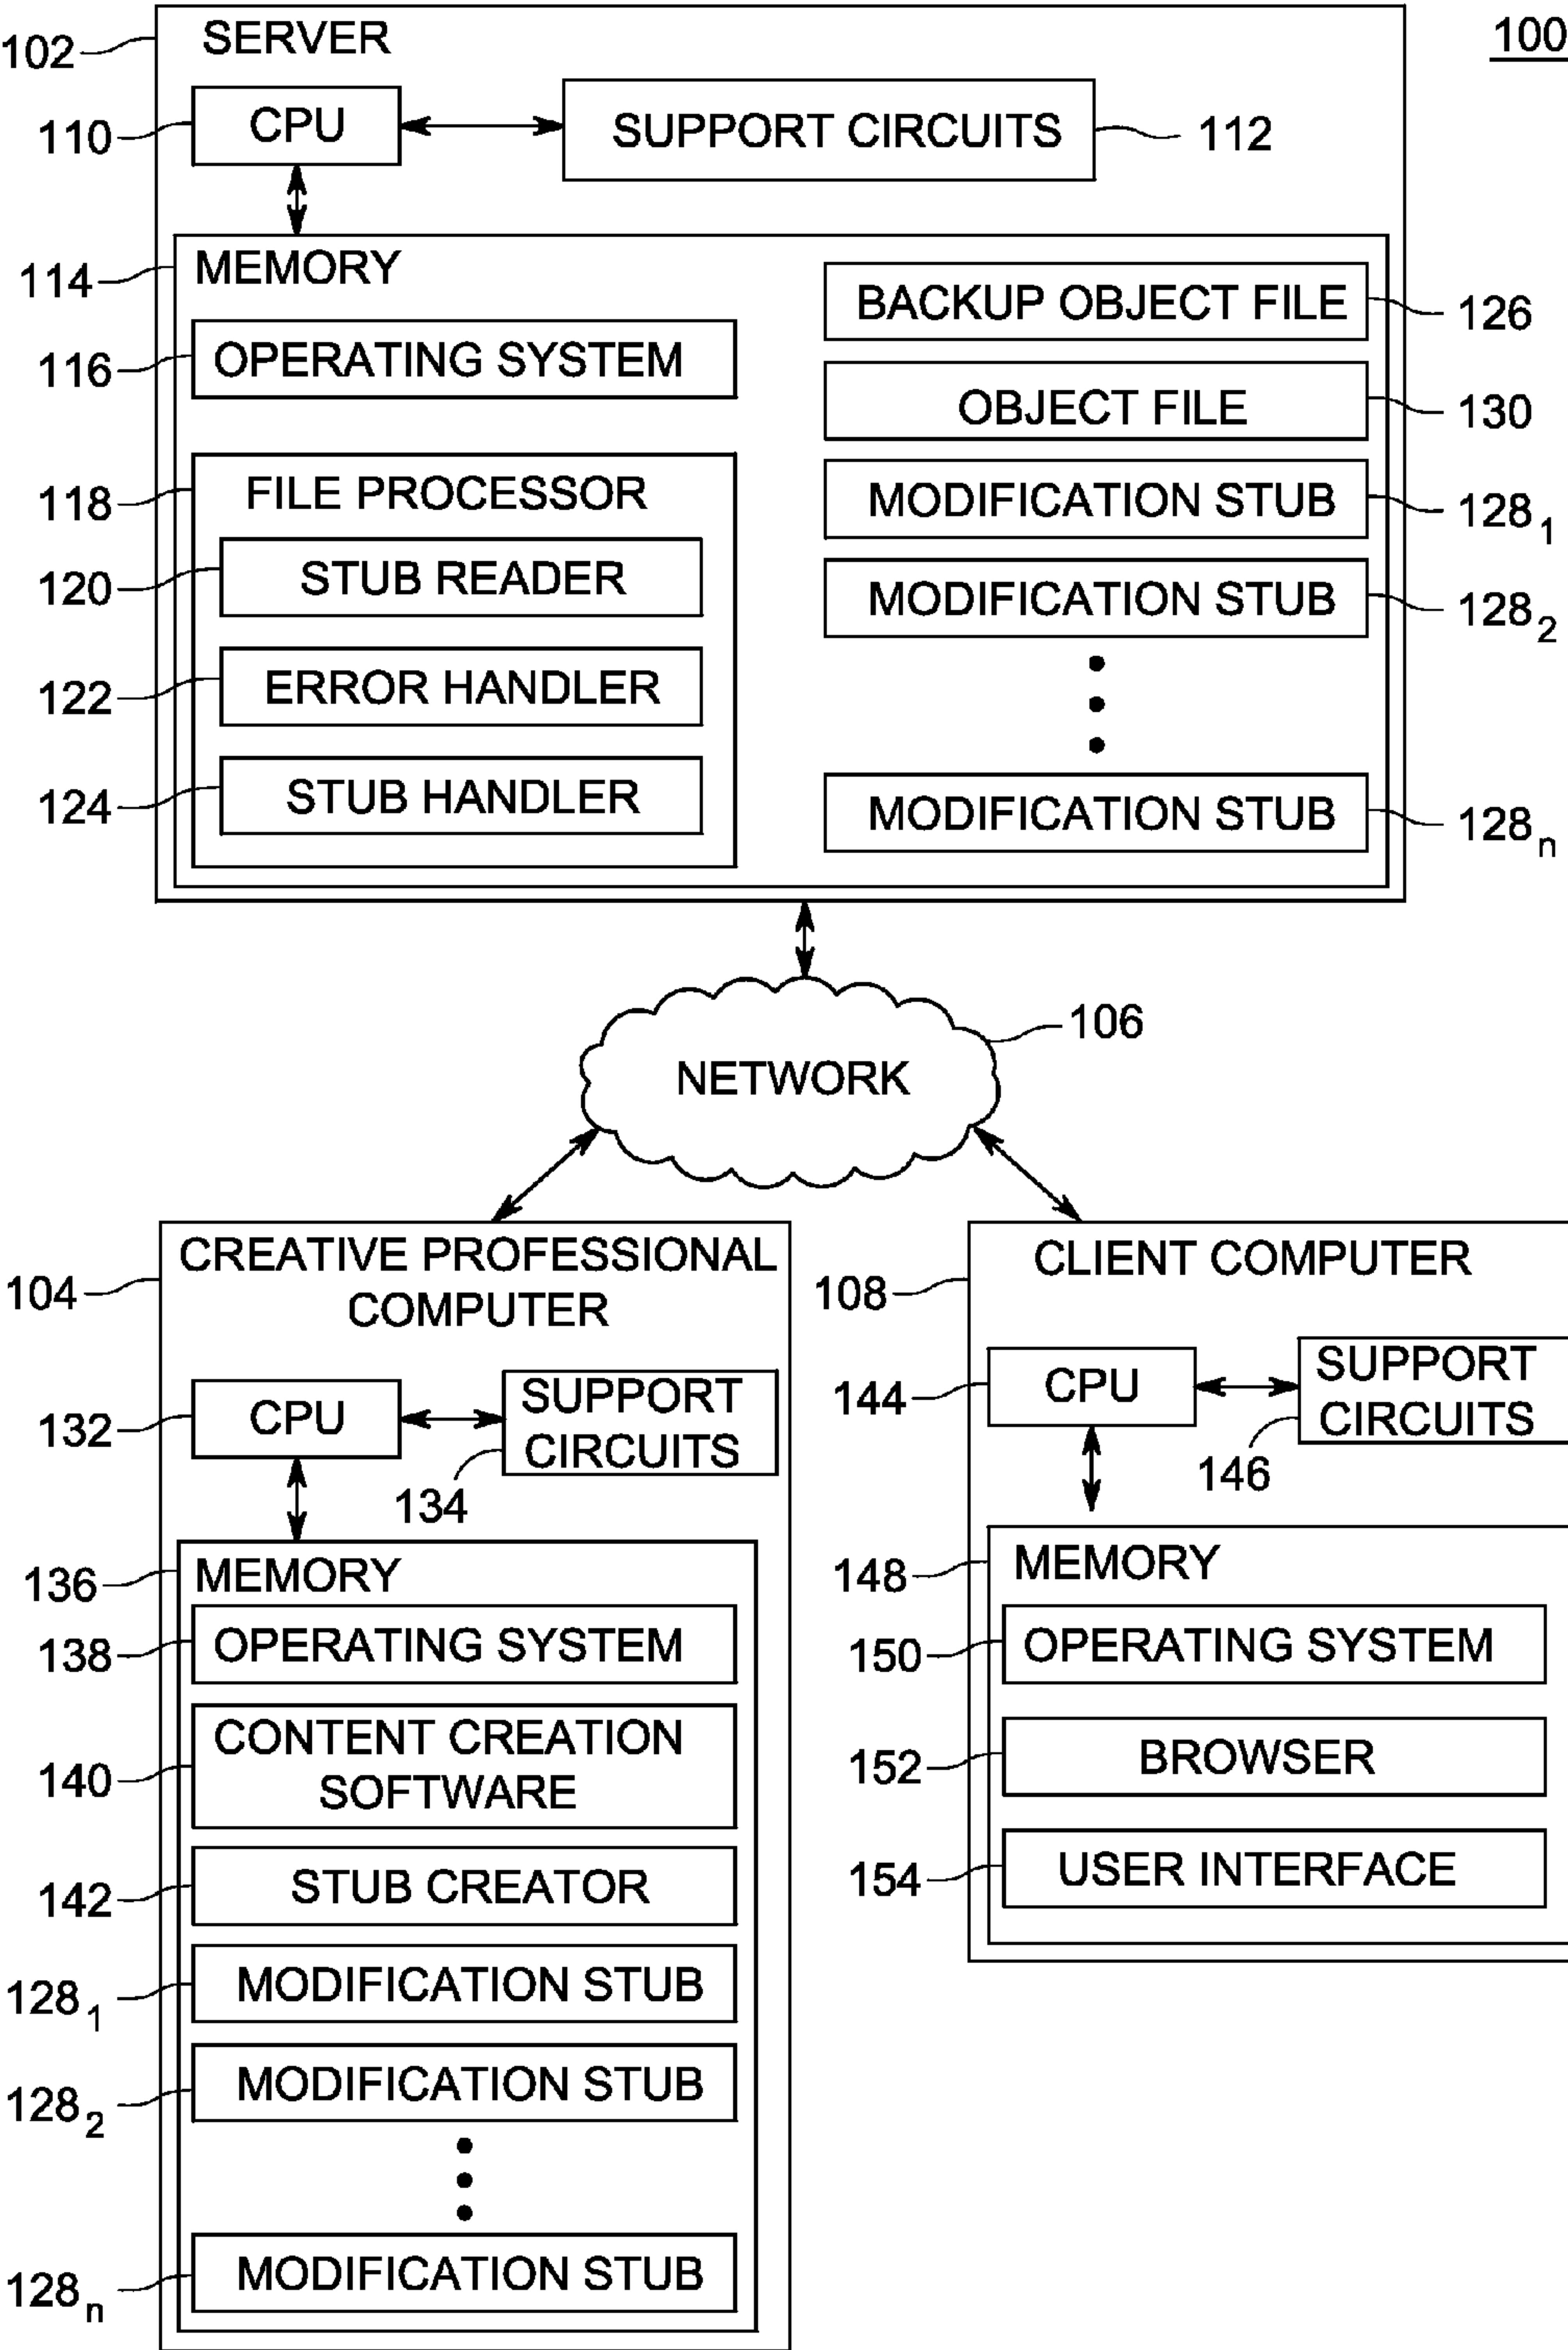 100
102
SERVER
110
CPU
SUPPORT CIRCUITS
112
114
MEMORY
116
OPERATING SYSTEM
118
FILE PROCESSOR
120
STUB READER
122
ERROR HANDLER
124
STUB HANDLER
BACKUP OBJECT FILE
126
OBJECT FILE
130
MODIFICATION STUB
128 1
MODIFICATION STUB
128 2
MODIFICATION STUB
128 n
NETWORK
106
104
CREATIVE PROFESSIONAL
COMPUTER
132
CPU
SUPPORT
CIRCUITS
134
136
MEMORY
138
OPERATING SYSTEM
140
CONTENT CREATION
SOFTWARE
142
STUB CREATOR
128 1
MODIFICATION STUB
128 2
MODIFICATION STUB
128 n
MODIFICATION STUB
108
CLIENT COMPUTER
144
CPU
SUPPORT
CIRCUITS
146
148
MEMORY
150
OPERATING SYSTEM
152
BROWSER
154
USER INTERFACE